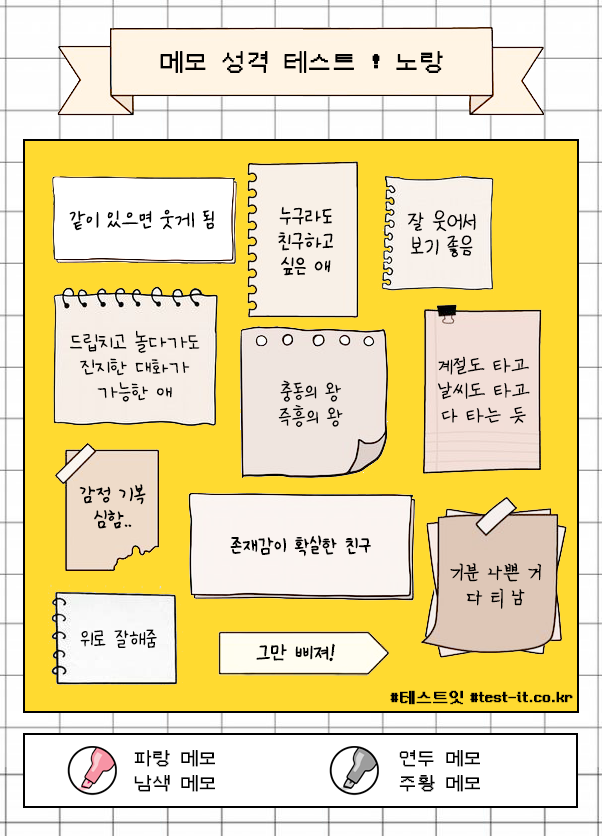 메모 성격 테스트 : 노랑
같이 있으면 웃게 됨
누구라도
친구하고
싶은 애
잘 웃어서
보기 좋음
드립치고 놀다가도
진지한 대화가
가능한 애
충동의 왕
즉흥의 왕
계절도 타고
날씨도 타고
다 타는 듯
감정 기복
심함..
존재감이 확실한 친구
기분 나쁜 거
다 티 남
위로 잘해줌
그만 삐져!
#테스트잇 #test-it.co.kr
파랑 메모
남색 메모
연두 메모
주황 메모